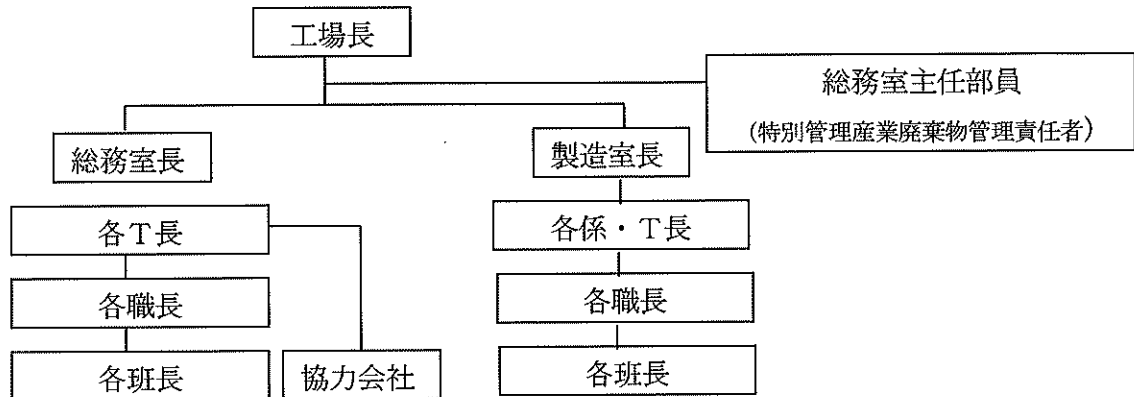 工場長
総務室主任部員
(特別管理産業廃棄物管理責任者)
総務室長
製造室長
各T長
各係・T長
各職長
各職長
各班長
協力会社
各班長